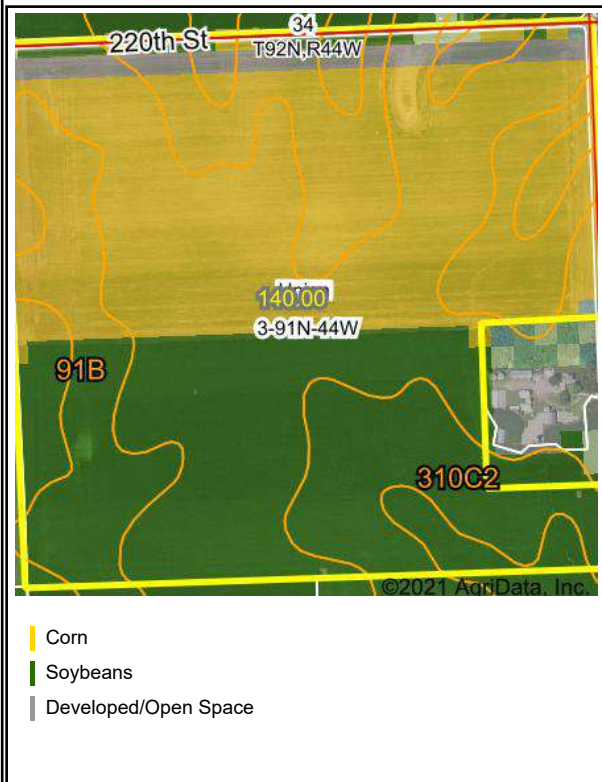 34
220th St
T92N,R44W
Union
140.00
3-91N-44W
91B
310C2
©2021 AgriData, Inc.
Corn
Soybeans
Developed/Open Space